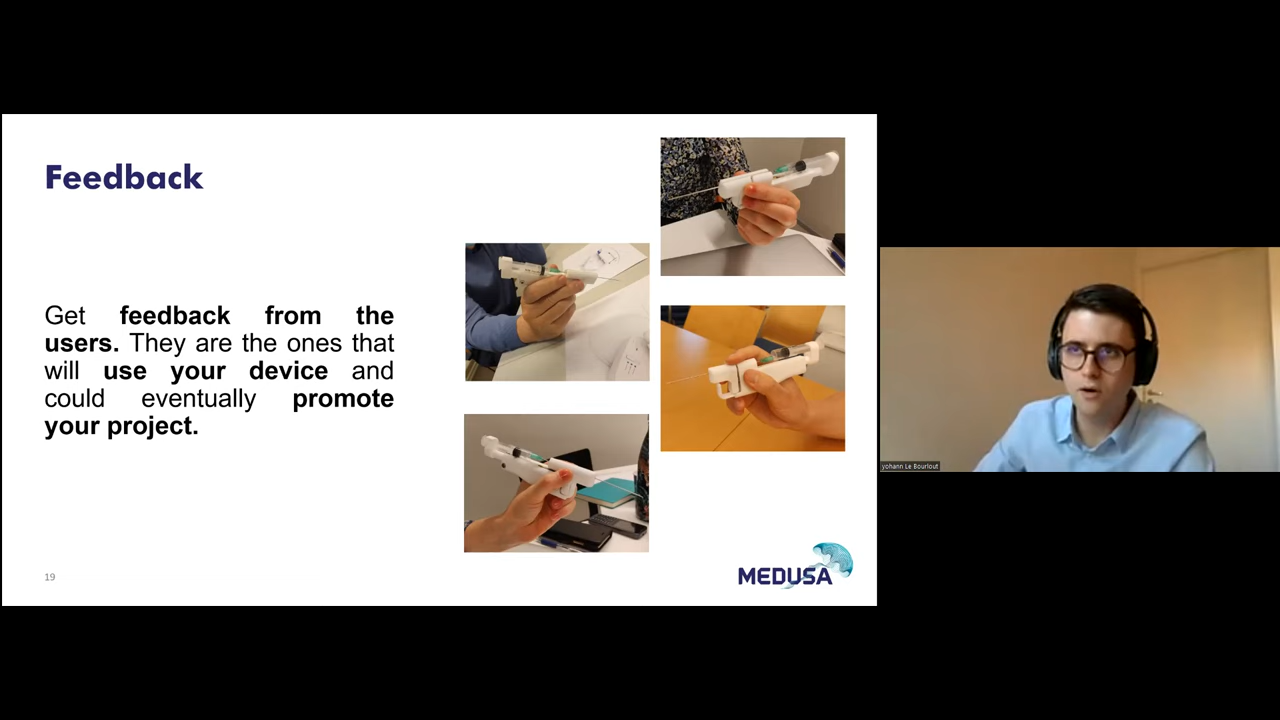 Feedback
Get feedback from the
users. They are the ones that
will use your device and
could eventually promote
your project.
19
MEDUSA
yohann Le Bourlout